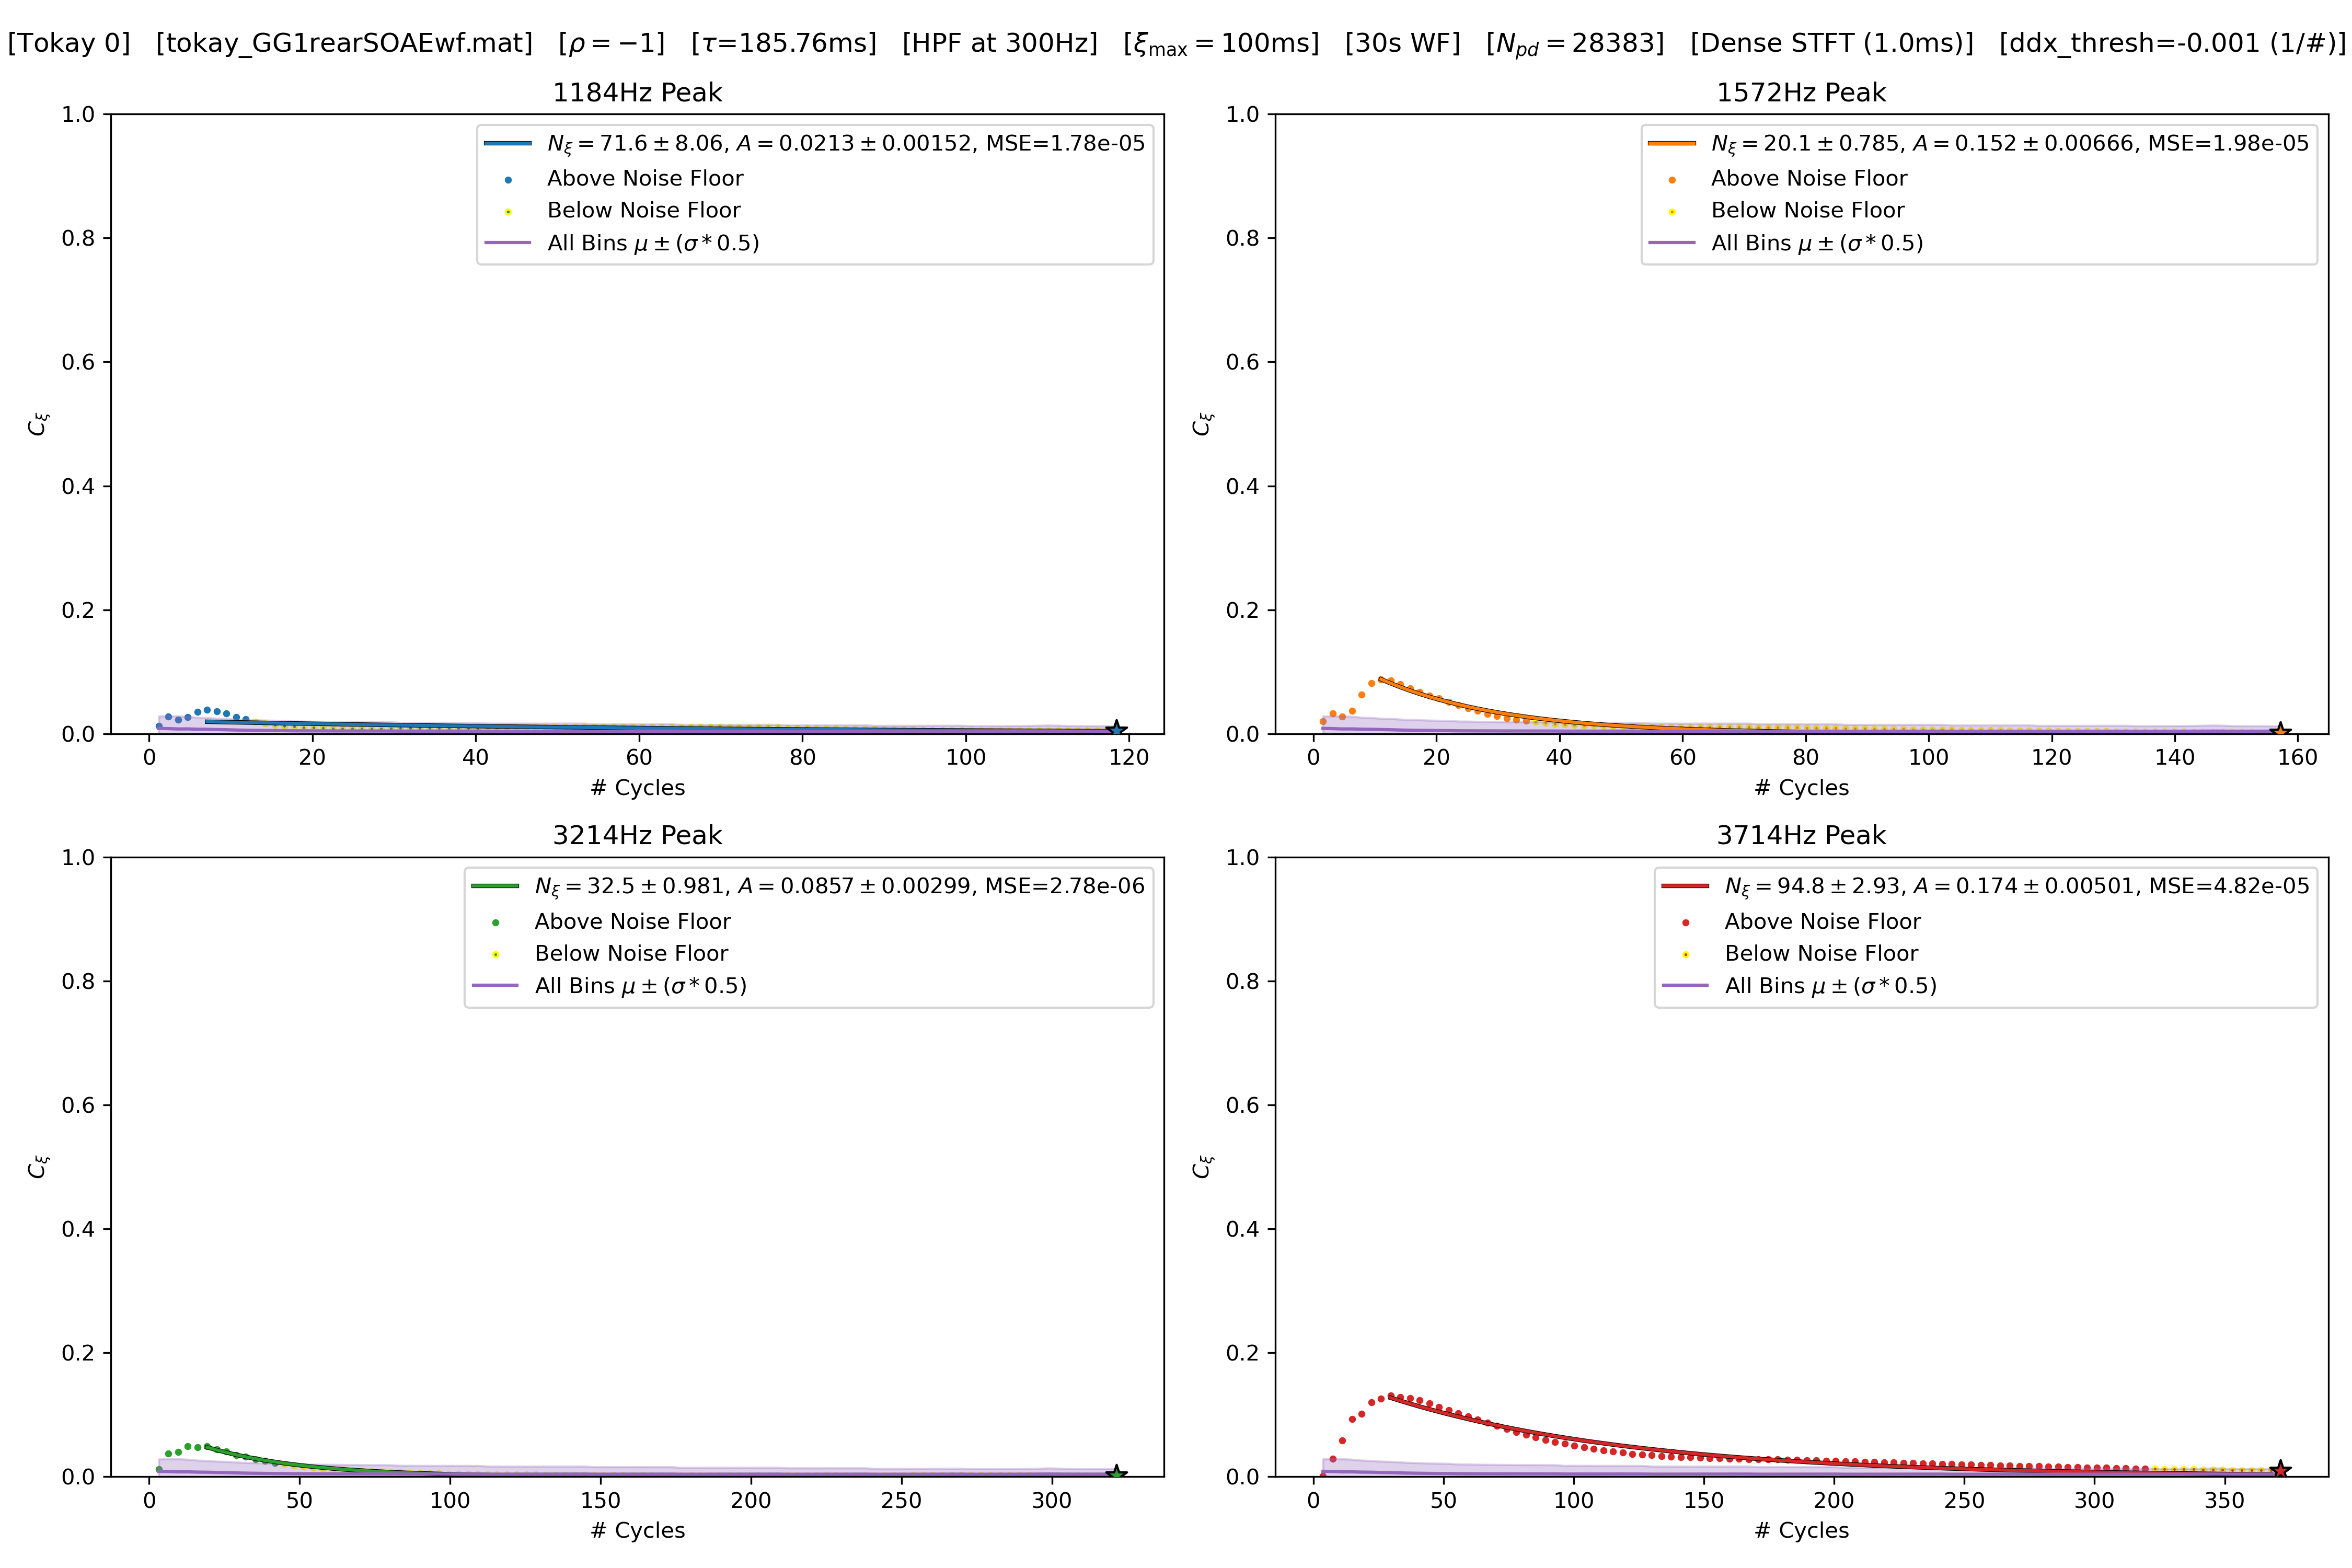 [Tokay 0] [tokay_GG1rearSOAEwf.mat] [ρ = −1] [τ=185.76ms] [HPF at 300Hz] [ξmax = 100ms] [30s WF] [Npd = 28383] [Dense STFT (1.0ms)] [ddx_thresh=-0.001 (1/#)]
1184Hz Peak
Nξ = 71.6 ± 8.06, A = 0.0213 ± 0.00152, MSE=1.78e-05
Above Noise Floor
Below Noise Floor
All Bins μ ± (σ * 0.5)
1.0
0.8
0.6
0.4
0.2
0.0
Cξ
0 20 40 60 80 100 120
# Cycles
1572Hz Peak
Nξ = 20.1 ± 0.785, A = 0.152 ± 0.00666, MSE=1.98e-05
Above Noise Floor
Below Noise Floor
All Bins μ ± (σ * 0.5)
1.0
0.8
0.6
0.4
0.2
0.0
Cξ
0 20 40 60 80 100 120 140 160
# Cycles
3214Hz Peak
Nξ = 32.5 ± 0.981, A = 0.0857 ± 0.00299, MSE=2.78e-06
Above Noise Floor
Below Noise Floor
All Bins μ ± (σ * 0.5)
1.0
0.8
0.6
0.4
0.2
0.0
Cξ
0 50 100 150 200 250 300
# Cycles
3714Hz Peak
Nξ = 94.8 ± 2.93, A = 0.174 ± 0.00501, MSE=4.82e-05
Above Noise Floor
Below Noise Floor
All Bins μ ± (σ * 0.5)
1.0
0.8
0.6
0.4
0.2
0.0
Cξ
0 50 100 150 200 250 300 350
# Cycles